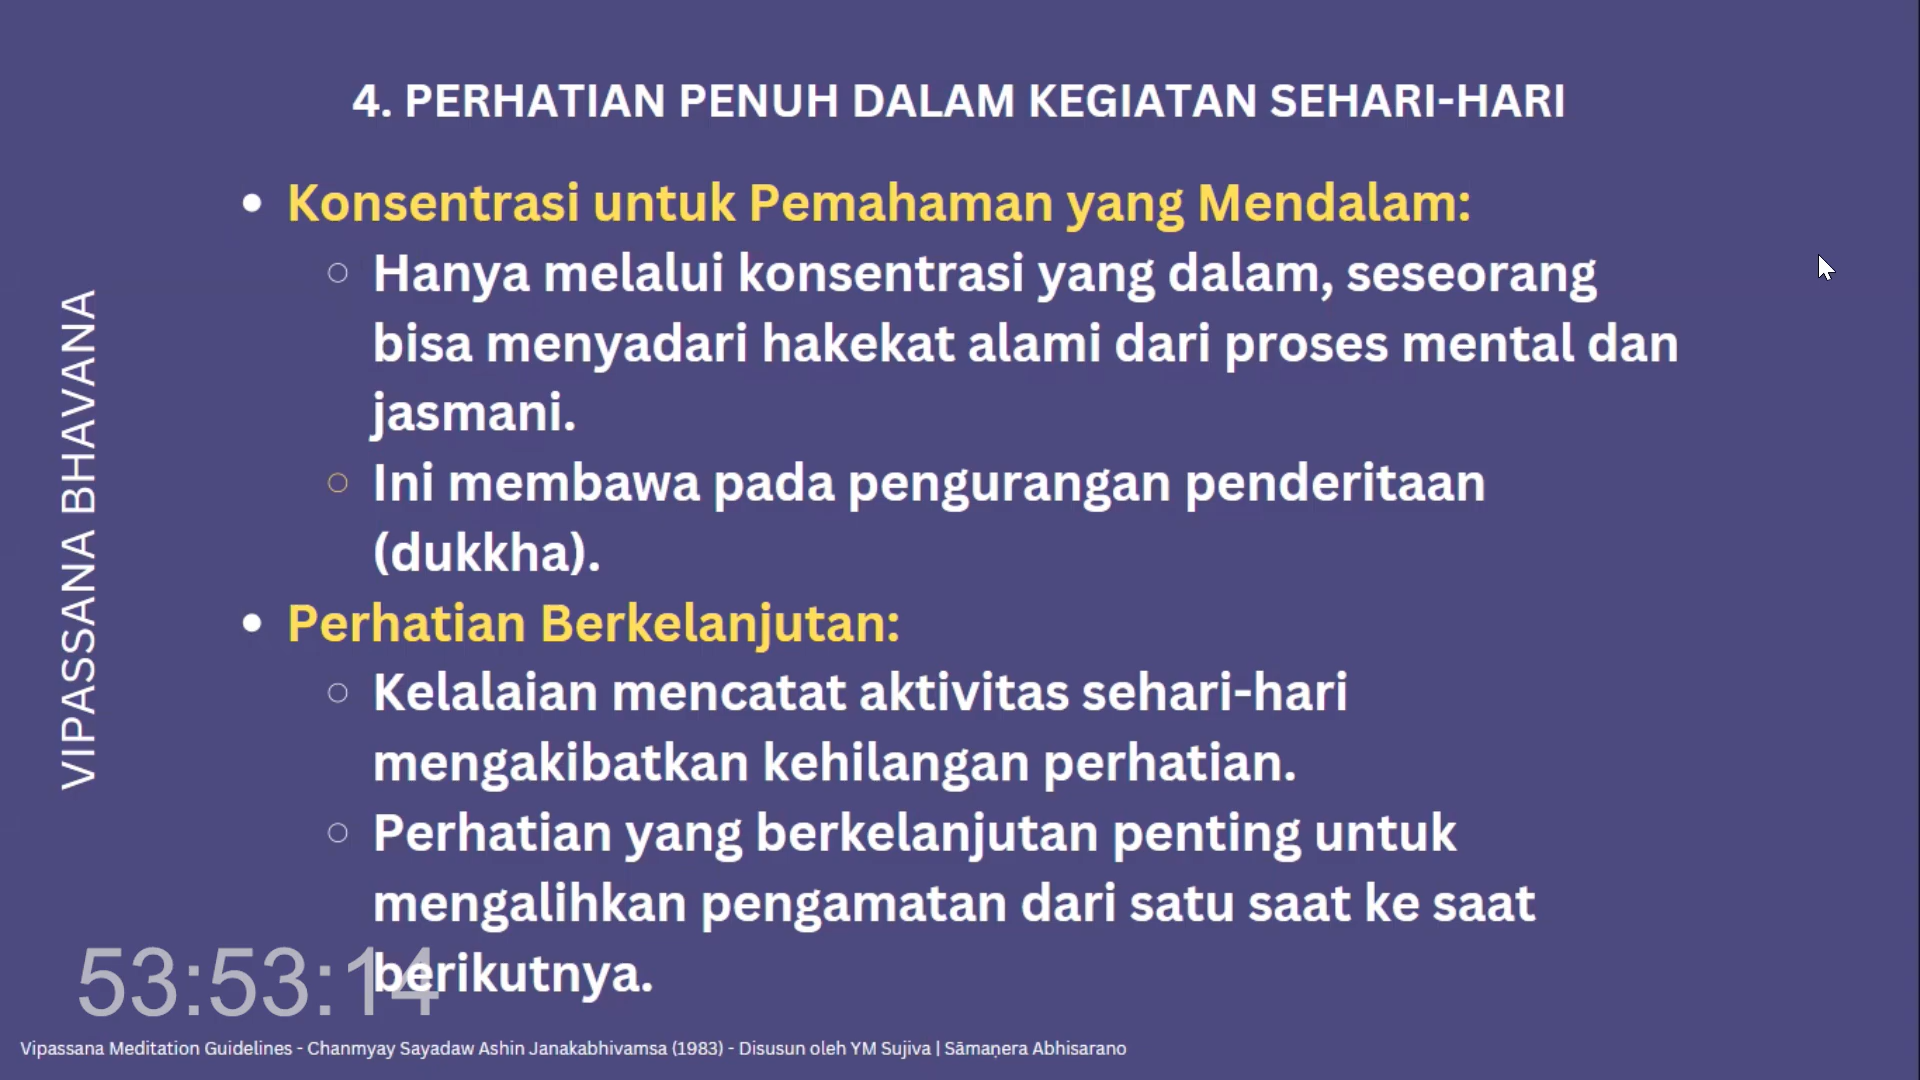 4. PERHATIAN PENUH DALAM KEGIATAN SEHARI-HARI
VIPASSANA BHAVANA
Konsentrasi untuk Pemahaman yang Mendalam:
Hanya melalui konsentrasi yang dalam, seseorang
bisa menyadari hakekat alami dari proses mental dan
jasmani.
Ini membawa pada pengurangan penderitaan
(dukkha).
Perhatian Berkelanjutan:
Kelalaian mencatat aktivitas sehari-hari
mengakibatkan kehilangan perhatian.
Perhatian yang berkelanjutan penting untuk
mengalihkan pengamatan dari satu saat ke saat
berikutnya.
53:53:14
Vipassana Meditation Guidelines - Chanmyay Sayadaw Ashin Janakabhivamsa (1983) - Disusun oleh YM Sujiva | Sāmaṇera Abhisarano